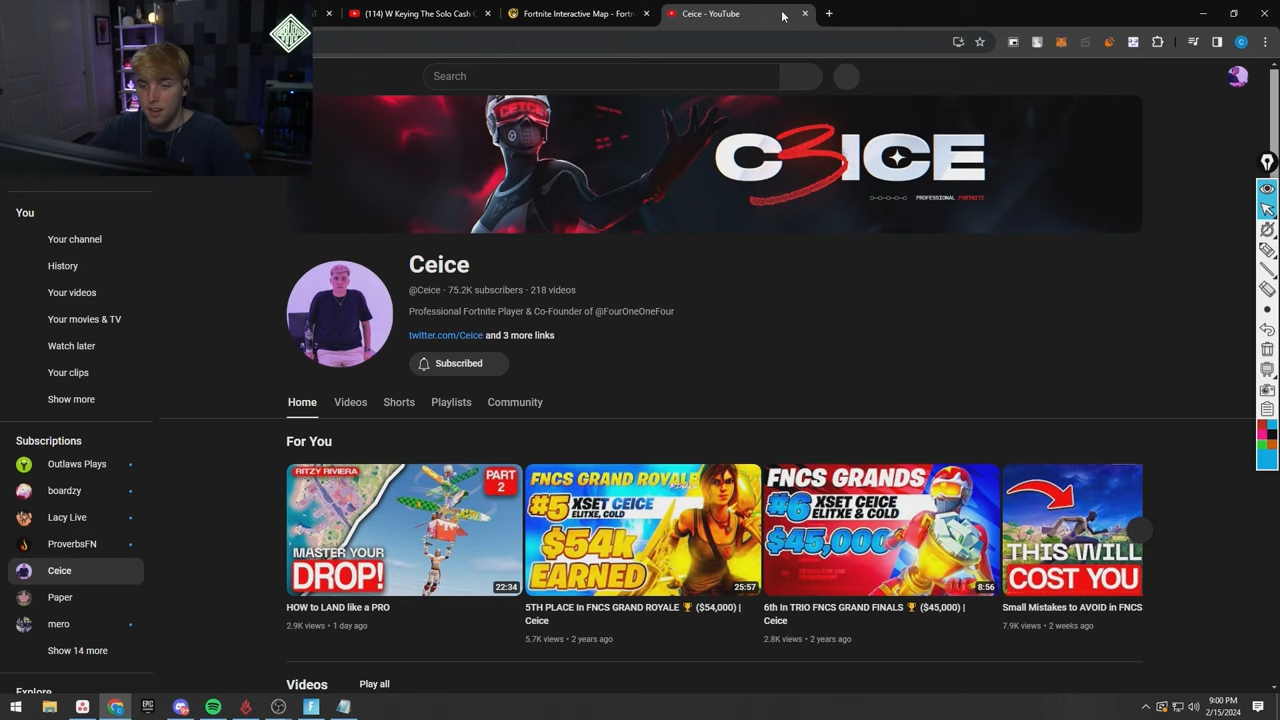 (114) W Keying The Solo Cash C
Fortnite Interactive Map - Fortn
Ceice - YouTube
Search
CEICE
C3ICE
PROFESSIONAL FORTNITE
You
Your channel
History
Your videos
Your movies & TV
Watch later
Your clips
Show more
Subscriptions
Outlaws Plays
boardzy
Lacy Live
ProverbsFN
Ceice
Paper
mero
Show 14 more
Explore
Ceice
@Ceice · 75.2K subscribers · 218 videos
Professional Fortnite Player & Co-Founder of @FourOneOneFour
twitter.com/Ceice and 3 more links
Subscribed
Home Videos Shorts Playlists Community
For You
RITZY RIVIERA
PART
2
MASTER YOUR
DROP!
22:34
HOW to LAND like a PRO
2.9K views • 1 day ago
FNCS GRAND ROYALE
#5 XSET CEICE
ELITXE, COLD
$54k
EARNED
25:57
5TH PLACE In FNCS GRAND ROYALE 🏆 ($54,000) |
Ceice
5.7K views • 2 years ago
FNCS GRANDS
#6 XSET CEICE
ELITXE & COLD
$45,000
8:56
6th In TRIO FNCS GRAND FINALS 🏆 ($45,000) |
Ceice
2.8K views • 2 years ago
THIS WILL
COST YOU
Small Mistakes to AVOID in FNCS
7.9K views • 2 weeks ago
Videos Play all
EPIC
9:00 PM
2/15/2024